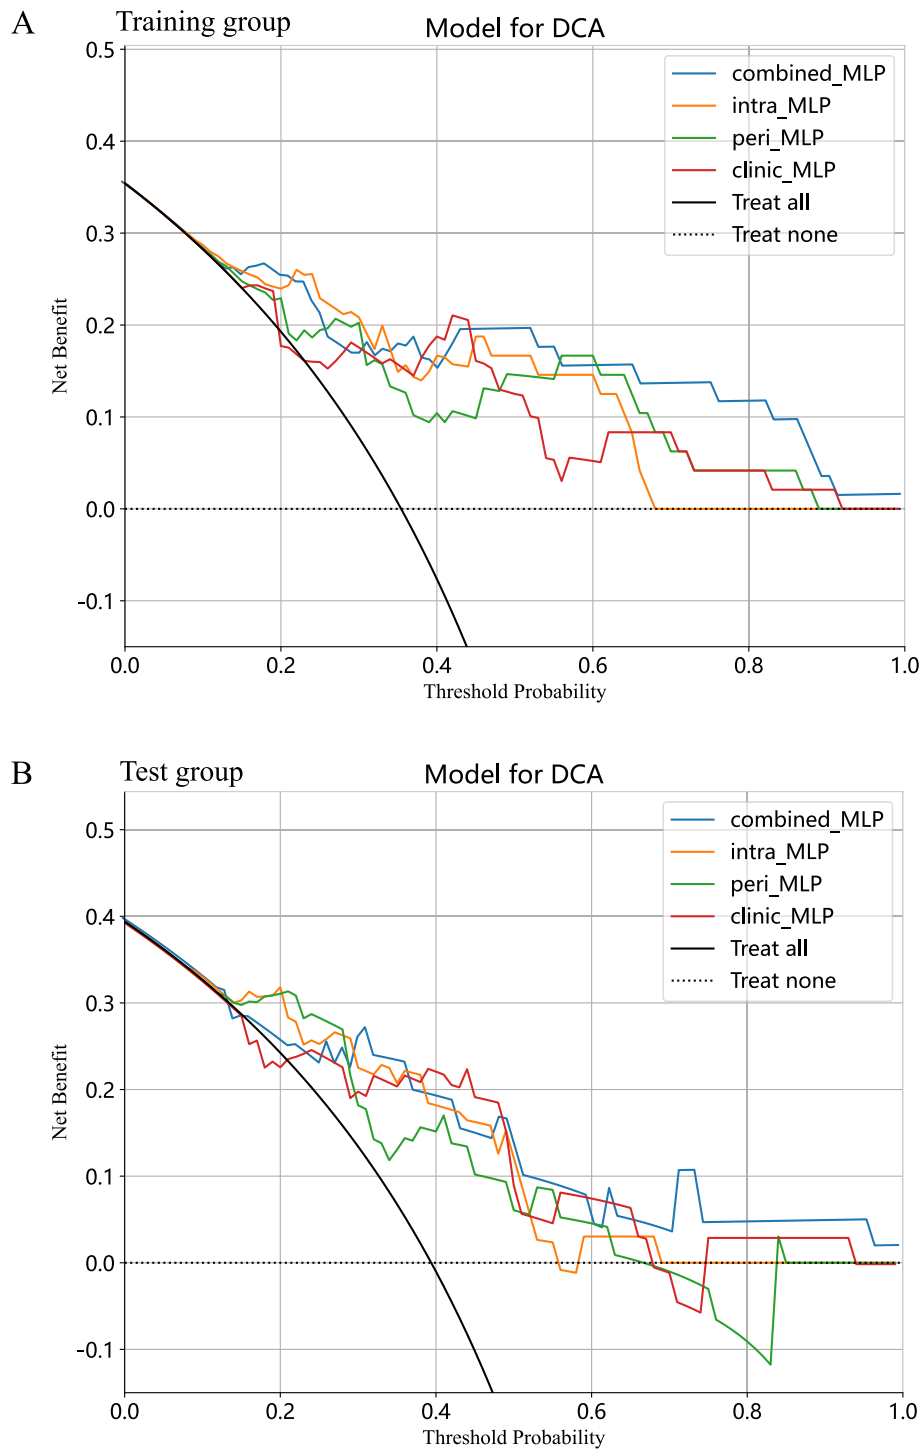 A
Training group
Model for DCA
0.5
0.4
0.3
0.2
0.1
0.0
-0.1
Net Benefit
combined_MLP
intra_MLP
peri_MLP
clinic_MLP
Treat all
Treat none
0.0 0.2 0.4 0.6 0.8 1.0
Threshold Probability
B
Test group
Model for DCA
0.5
0.4
0.3
0.2
0.1
0.0
-0.1
Net Benefit
combined_MLP
intra_MLP
peri_MLP
clinic_MLP
Treat all
Treat none
0.0 0.2 0.4 0.6 0.8 1.0
Threshold Probability